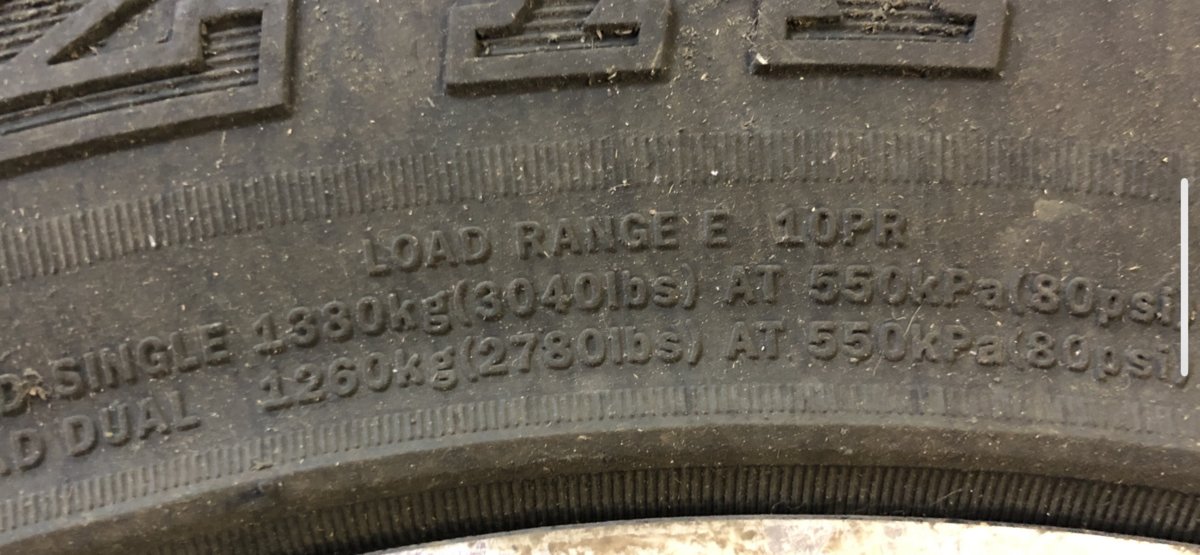 LOAD RANGE E 10PR
SINGLE 1380kg(3040lbs) AT 550kPa(80psi)
DUAL 1260kg(2780lbs) AT 550kPa(80psi)